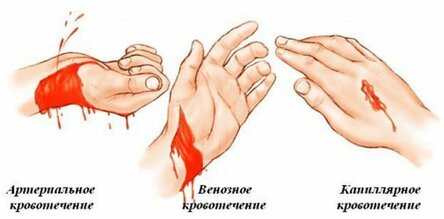 Артериальное
кровотечение
Венозное
кровотечение
Капиллярное
кровотечение